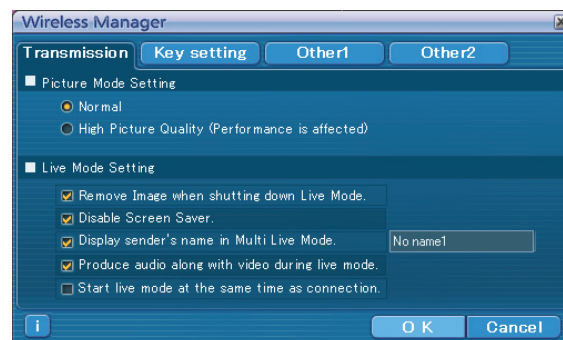 Wireless Manager
Transmission Key setting Other1 Other2
Picture Mode Setting
Normal
High Picture Quality (Performance is affected)
Live Mode Setting
Remove Image when shutting down Live Mode.
Disable Screen Saver.
Display sender's name in Multi Live Mode. No name1
Produce audio along with video during live mode.
Start live mode at the same time as connection.
i OK Cancel